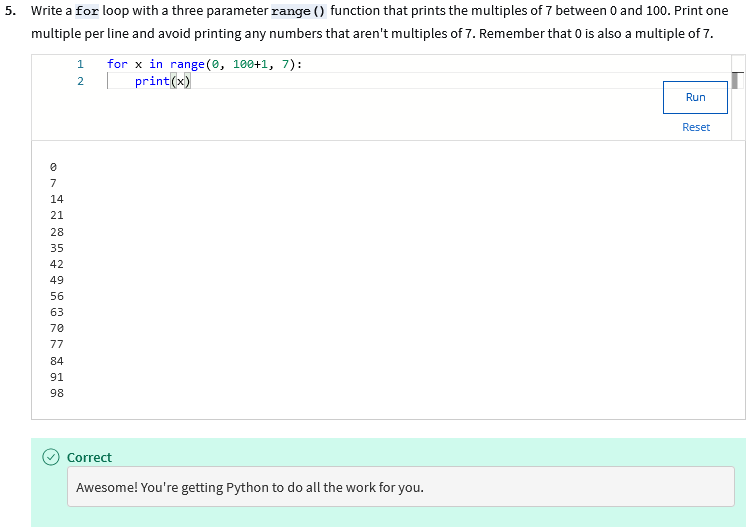 5. Write a for loop with a three parameter range() function that prints the multiples of 7 between 0 and 100. Print one
multiple per line and avoid printing any numbers that aren't multiples of 7. Remember that 0 is also a multiple of 7.
1 for x in range(0, 100+1, 7):
2     print(x)
Run
Reset
0
7
14
21
28
35
42
49
56
63
70
77
84
91
98
Correct
Awesome! You're getting Python to do all the work for you.